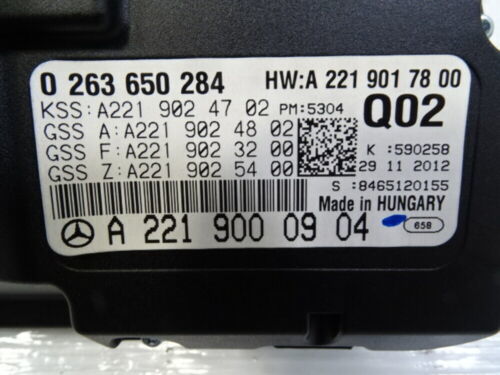 0 263 650 284 HW:A 221 901 78 00
KSS:A221 902 47 02 PM:5304 Q02
GSS A:A221 902 48 02
GSS F:A221 902 32 00 K :590258
GSS Z:A221 902 54 00 29 11 2012
S :8465120155
Made in HUNGARY
A 221 900 09 04 658